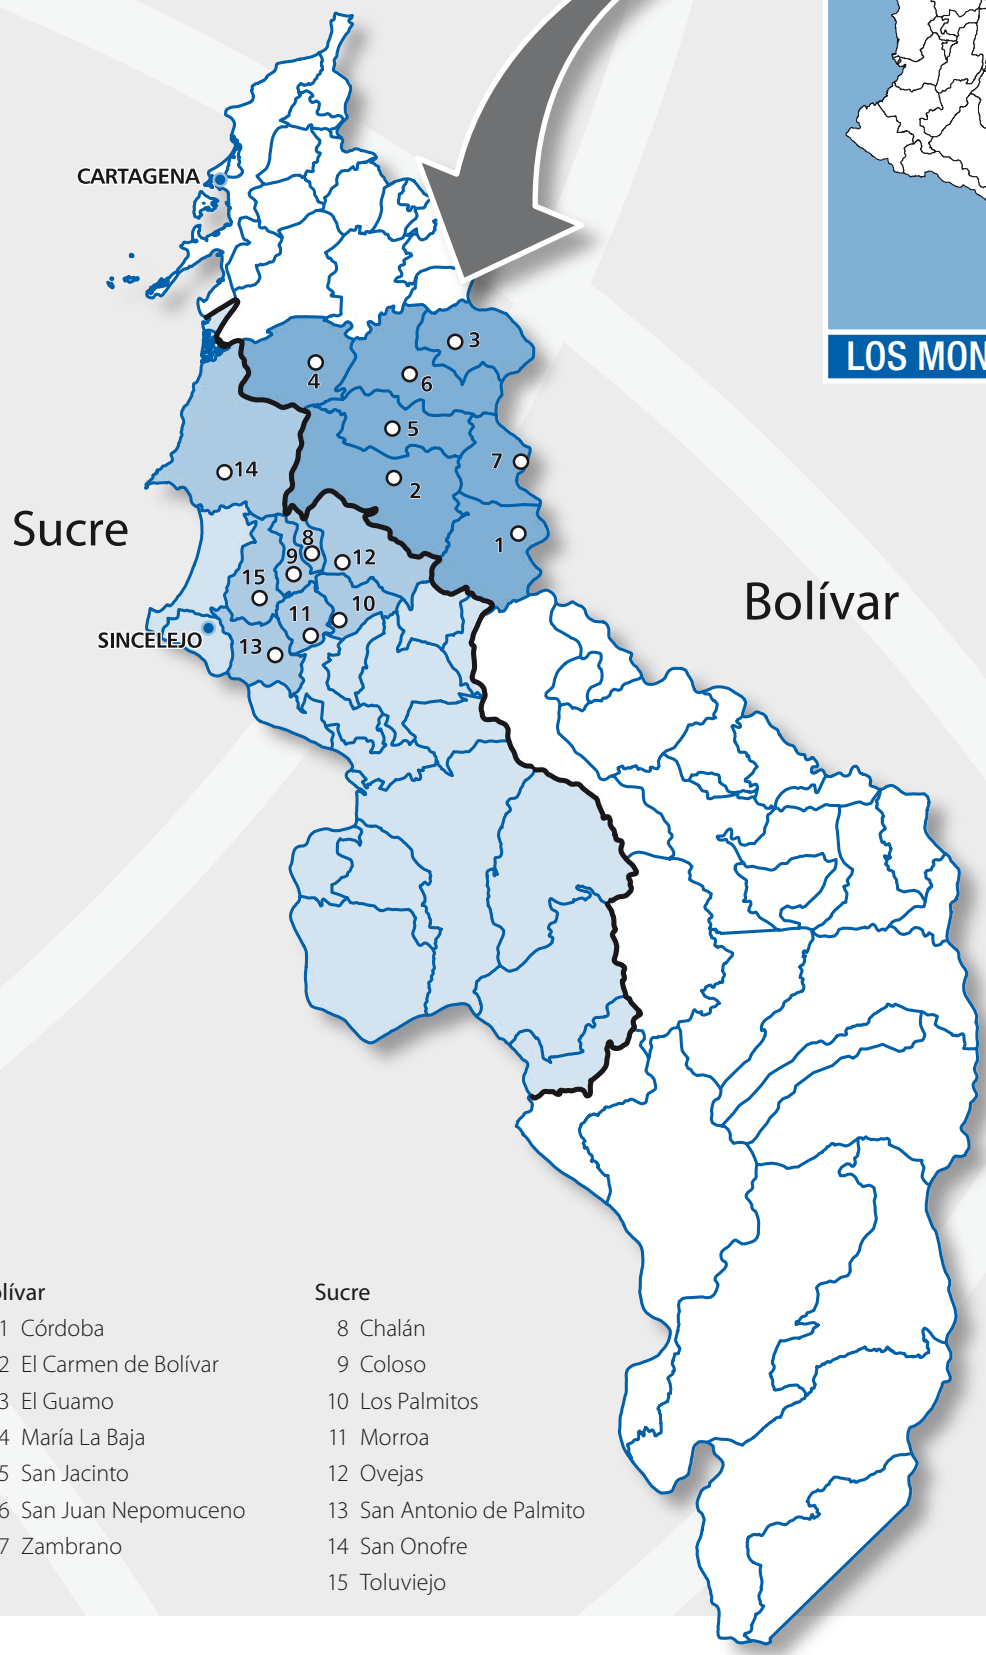 CARTAGENA
3
4
6
LOS MON
5
7
14
2
Sucre
8
1
9
12
15
10
Bolívar
11
SINCELEJO
13
olívar
1 Córdoba
2 El Carmen de Bolívar
3 El Guamo
4 María La Baja
5 San Jacinto
6 San Juan Nepomuceno
7 Zambrano
Sucre
8 Chalán
9 Coloso
10 Los Palmitos
11 Morroa
12 Ovejas
13 San Antonio de Palmito
14 San Onofre
15 Toluviejo